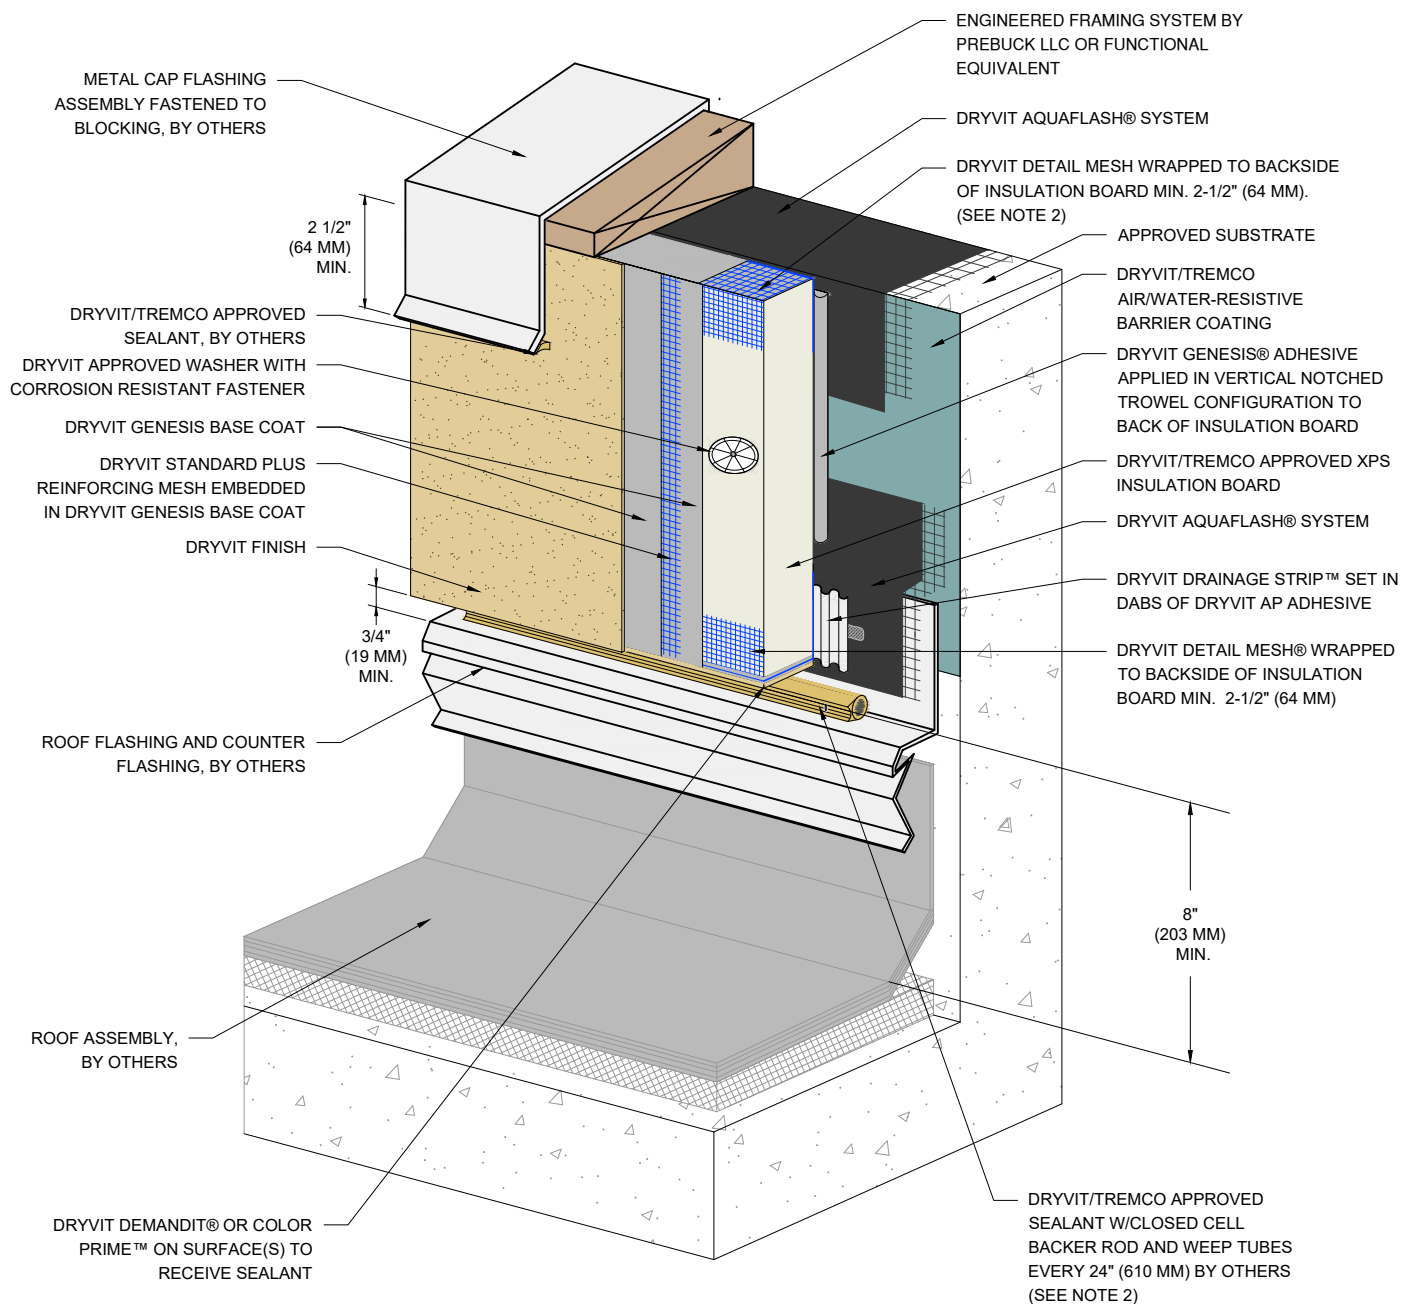 METAL CAP FLASHING
ASSEMBLY FASTENED TO
BLOCKING, BY OTHERS
2 1/2"
(64 MM)
MIN.
DRYVIT/TREMCO APPROVED
SEALANT, BY OTHERS
DRYVIT APPROVED WASHER WITH
CORROSION RESISTANT FASTENER
DRYVIT GENESIS BASE COAT
DRYVIT STANDARD PLUS
REINFORCING MESH EMBEDDED
IN DRYVIT GENESIS BASE COAT
DRYVIT FINISH
3/4"
(19 MM)
MIN.
ROOF FLASHING AND COUNTER
FLASHING, BY OTHERS
ROOF ASSEMBLY,
BY OTHERS
DRYVIT DEMANDIT® OR COLOR
PRIME™ ON SURFACE(S) TO
RECEIVE SEALANT
ENGINEERED FRAMING SYSTEM BY
PREBUCK LLC OR FUNCTIONAL
EQUIVALENT
DRYVIT AQUAFLASH® SYSTEM
DRYVIT DETAIL MESH WRAPPED TO BACKSIDE
OF INSULATION BOARD MIN. 2-1/2" (64 MM).
(SEE NOTE 2)
APPROVED SUBSTRATE
DRYVIT/TREMCO
AIR/WATER-RESISTIVE
BARRIER COATING
DRYVIT GENESIS® ADHESIVE
APPLIED IN VERTICAL NOTCHED
TROWEL CONFIGURATION TO
BACK OF INSULATION BOARD
DRYVIT/TREMCO APPROVED XPS
INSULATION BOARD
DRYVIT AQUAFLASH® SYSTEM
DRYVIT DRAINAGE STRIP™ SET IN
DABS OF DRYVIT AP ADHESIVE
DRYVIT DETAIL MESH® WRAPPED
TO BACKSIDE OF INSULATION
BOARD MIN. 2-1/2" (64 MM)
8"
(203 MM)
MIN.
DRYVIT/TREMCO APPROVED
SEALANT W/CLOSED CELL
BACKER ROD AND WEEP TUBES
EVERY 24" (610 MM) BY OTHERS
(SEE NOTE 2)